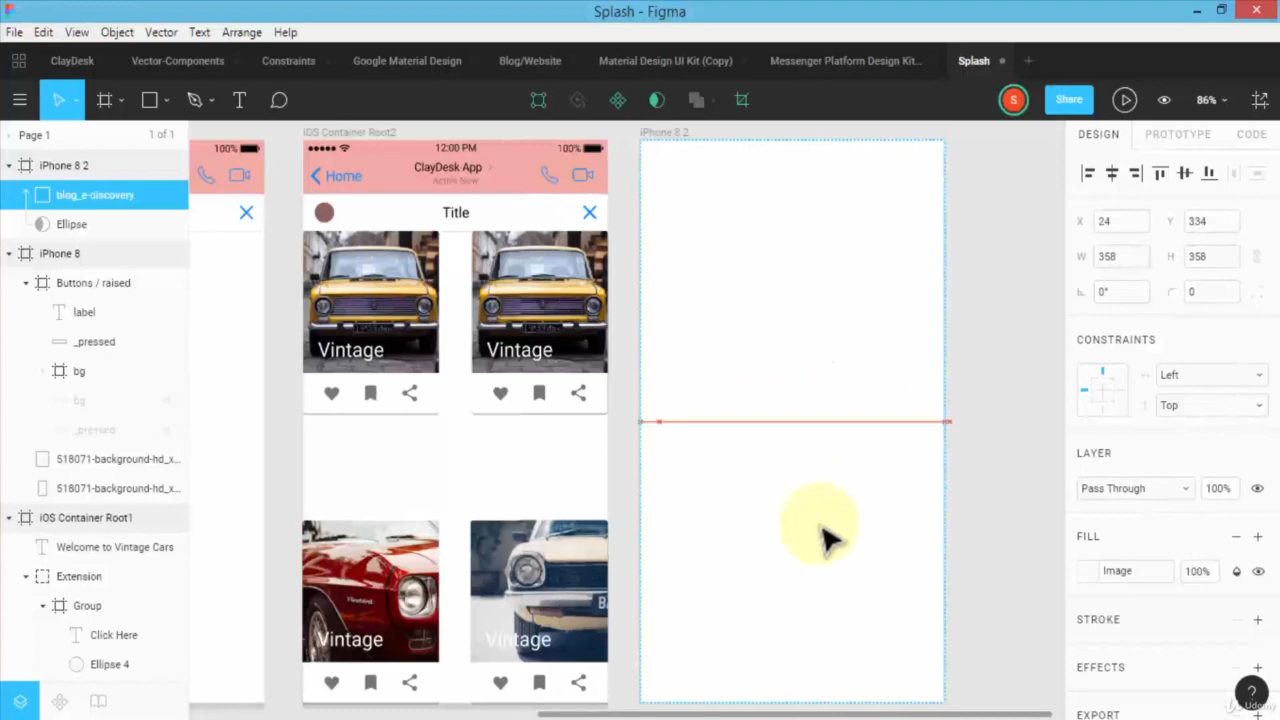 Splash - Figma
File Edit View Object Vector Text Arrange Help
ClayDesk Vector-Components Constraints Google Material Design Blog/Website Material Design UI Kit (Copy) Messenger Platform Design Kit... Splash
S Share 86%
Page 1 1 of 1
iPhone 8 2
blog_e-discovery
Ellipse
iPhone 8
Buttons / raised
label
_pressed
bg
bg
_pressed
518071-background-hd_x...
518071-background-hd_x...
iOS Container Root1
Welcome to Vintage Cars
Extension
Group
Click Here
Ellipse 4
100%
iOS Container Root2
12:00 PM 100%
Home ClayDesk App
Active Now
Title
Vintage Vintage
Vintage Vintage
iPhone 8 2
DESIGN PROTOTYPE CODE
X 24 Y 334
W 358 H 358
0° 0
CONSTRAINTS
Left
Top
LAYER
Pass Through 100%
FILL
Image 100%
STROKE
EFFECTS
EXPORT
?
Udemy